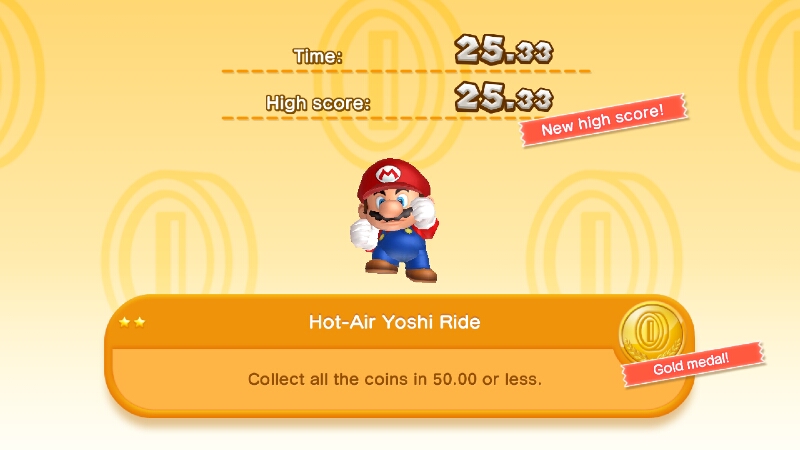 Time: 25.33
High score: 25.33
New high score!
Hot-Air Yoshi Ride
Gold medal!
Collect all the coins in 50.00 or less.